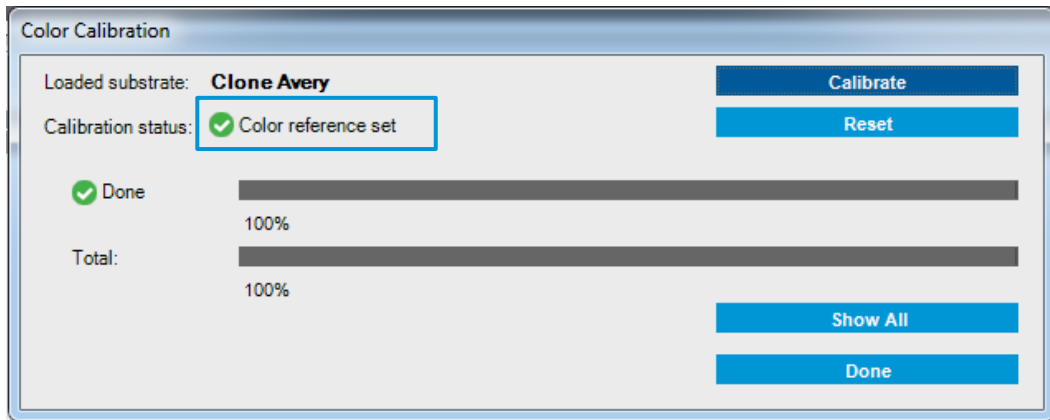 Color Calibration
Loaded substrate: Clone Avery
Calibrate
Calibration status: Color reference set
Reset
Done
100%
Total:
100%
Show All
Done